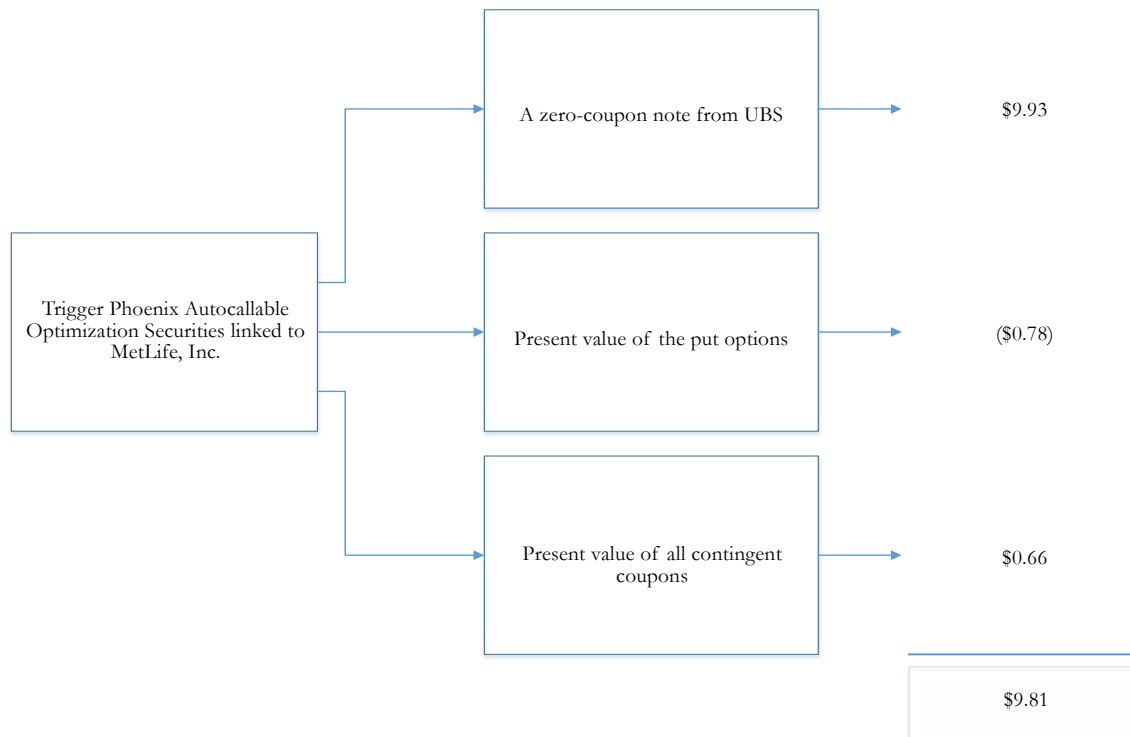 A zero-coupon note from UBS
$9.93
Trigger Phoenix Autocallable
Optimization Securities linked to
MetLife, Inc.
Present value of the put options
($0.78)
Present value of all contingent
coupons
$0.66
$9.81